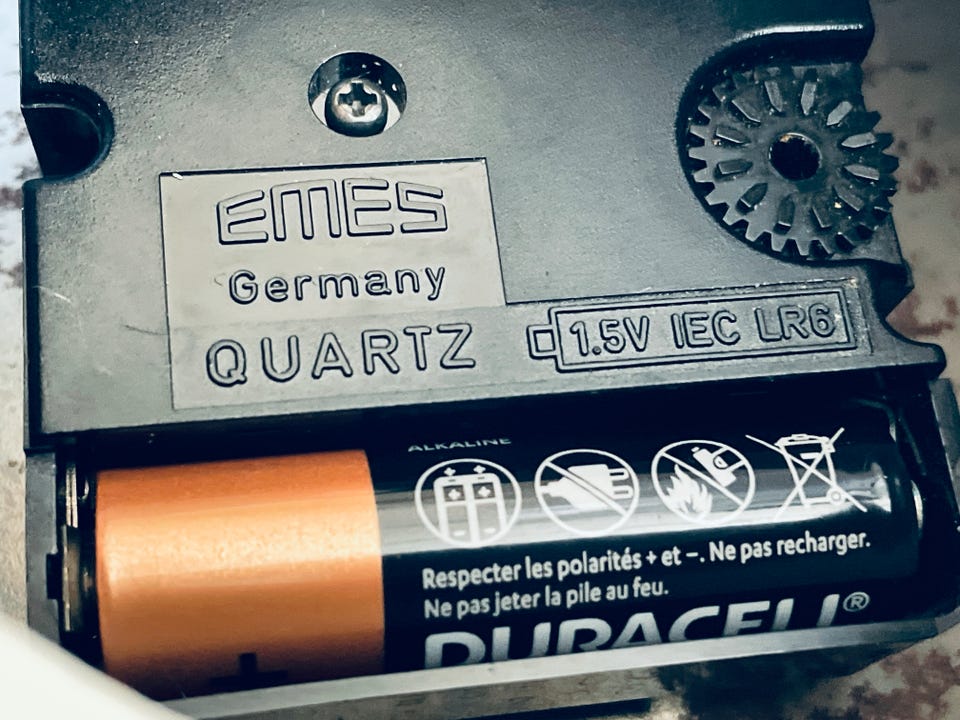 EMES
Germany
QUARTZ
1.5V IEC LR6
ALKALINE
Respecter les polarités + et −. Ne pas recharger.
Ne pas jeter la pile au feu.
DURACELL®